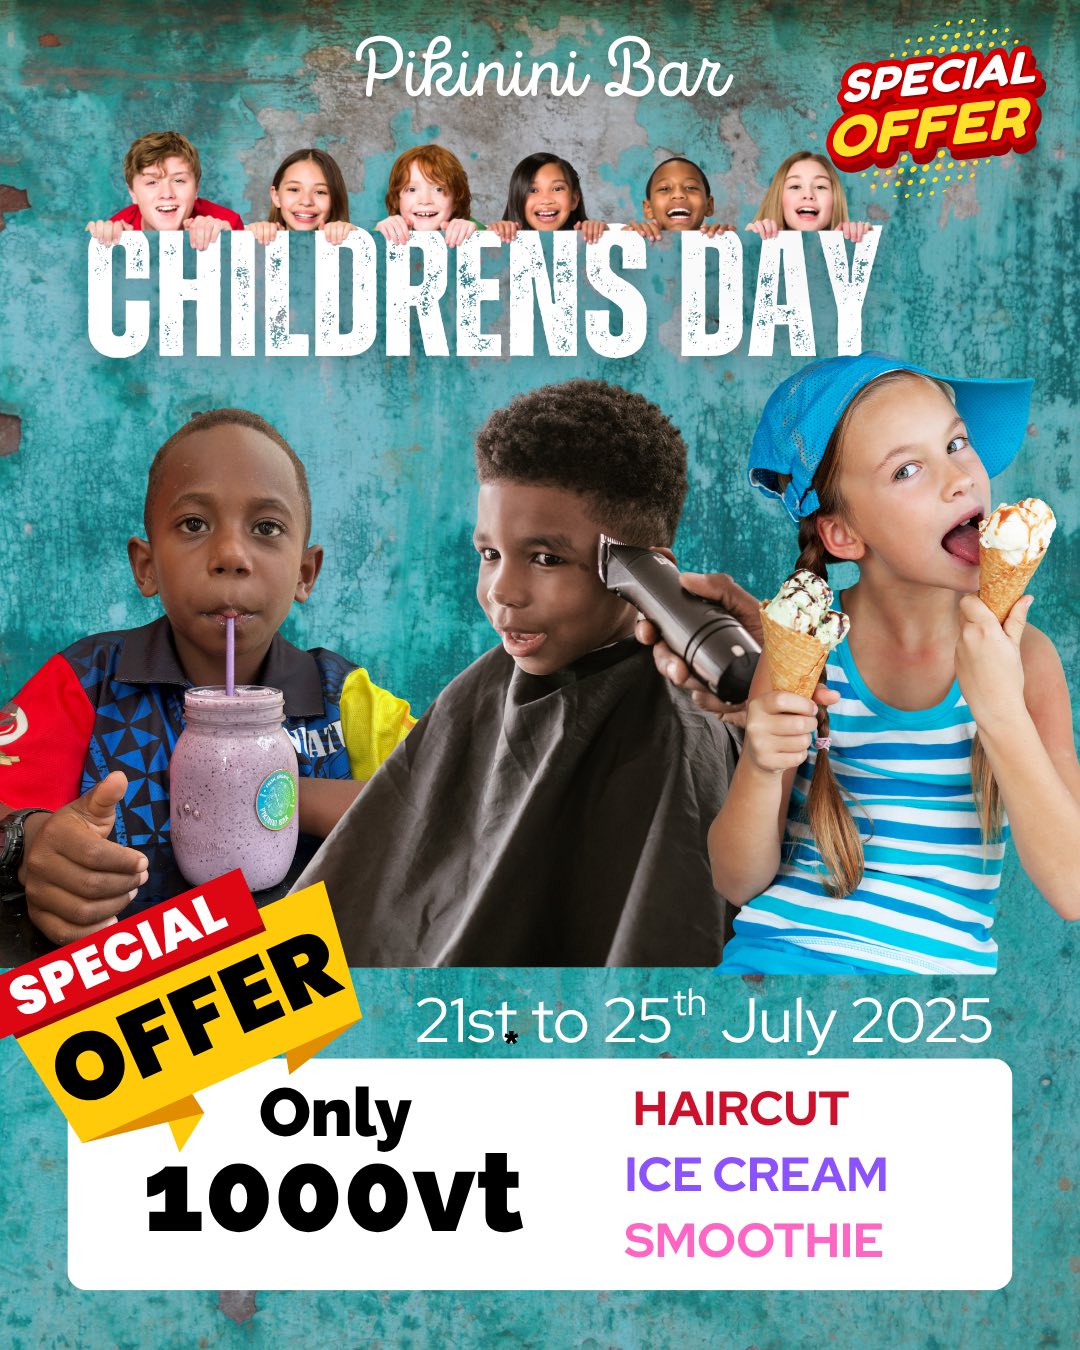 Pikinini Bar
SPECIAL
OFFER
CHILDRENS DAY
SPECIAL
OFFER
21st. to 25th July 2025
Only
1000vt
HAIRCUT
ICE CREAM
SMOOTHIE